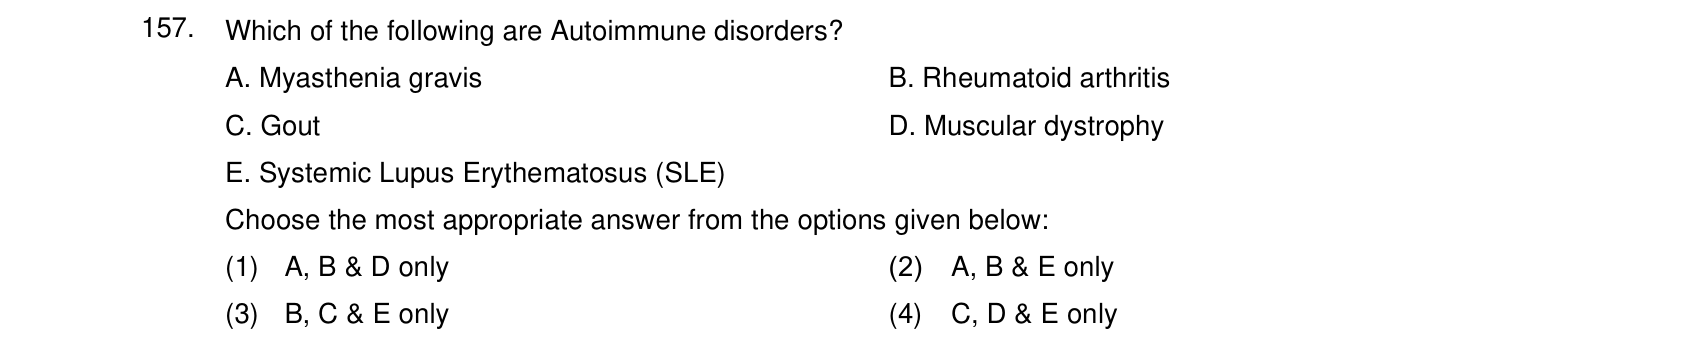 157. Which of the following are Autoimmune disorders?
A. Myasthenia gravis B. Rheumatoid arthritis
C. Gout D. Muscular dystrophy
E. Systemic Lupus Erythematosus (SLE)
Choose the most appropriate answer from the options given below:
(1) A, B & D only (2) A, B & E only
(3) B, C & E only (4) C, D & E only